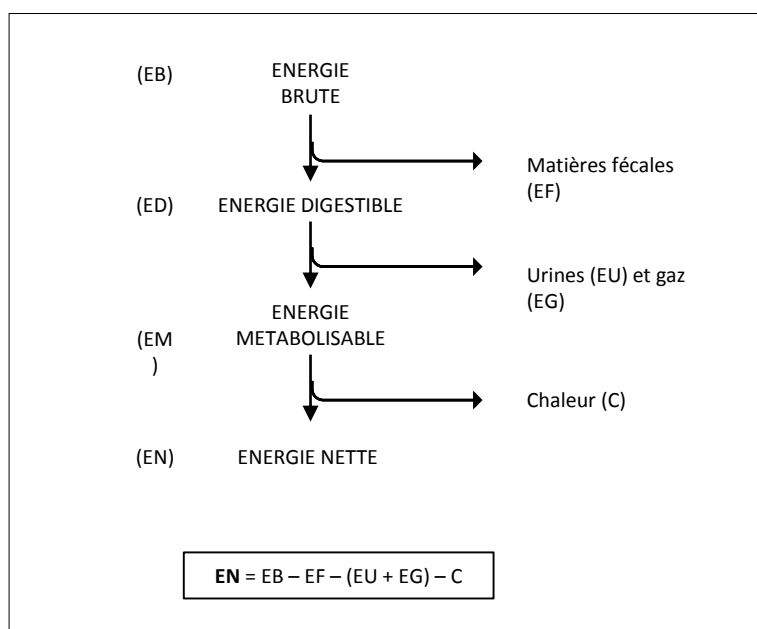 (EB)
ENERGIE
BRUTE
Matières fécales
(EF)
(ED)
ENERGIE DIGESTIBLE
Urines (EU) et gaz
(EG)
ENERGIE
METABOLISABLE
(EM
)
Chaleur (C)
(EN)
ENERGIE NETTE
EN = EB – EF – (EU + EG) – C